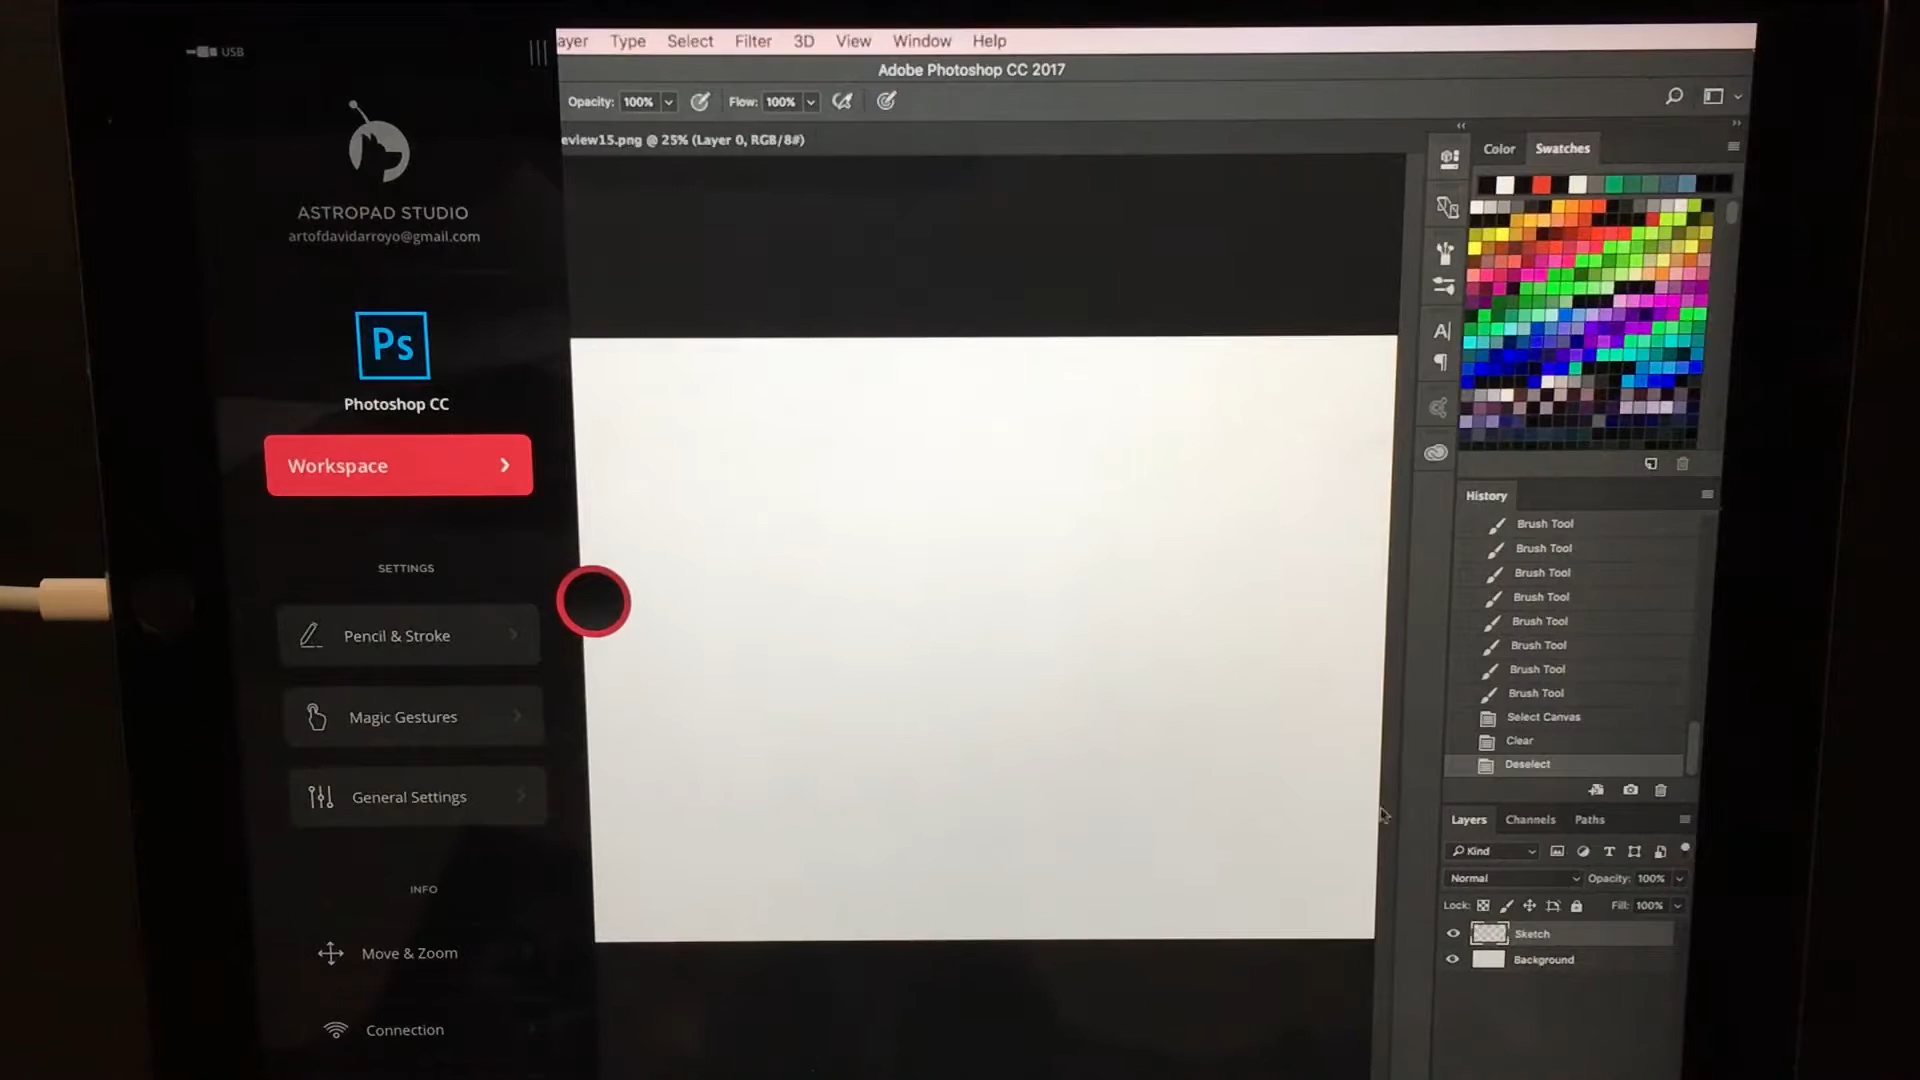 USB
ASTROPAD STUDIO
artofdavidarroyo@gmail.com
Ps
Photoshop CC
Workspace
SETTINGS
Pencil & Stroke
Magic Gestures
General Settings
INFO
Move & Zoom
Connection
ayer Type Select Filter 3D View Window Help
Adobe Photoshop CC 2017
Opacity: 100% Flow: 100%
eview15.png @ 25% (Layer 0, RGB/8#)
Color Swatches
History
Brush Tool
Brush Tool
Brush Tool
Brush Tool
Brush Tool
Brush Tool
Brush Tool
Brush Tool
Select Canvas
Clear
Deselect
Layers Channels Paths
Kind
Normal Opacity: 100%
Lock: Fill: 100%
Sketch
Background